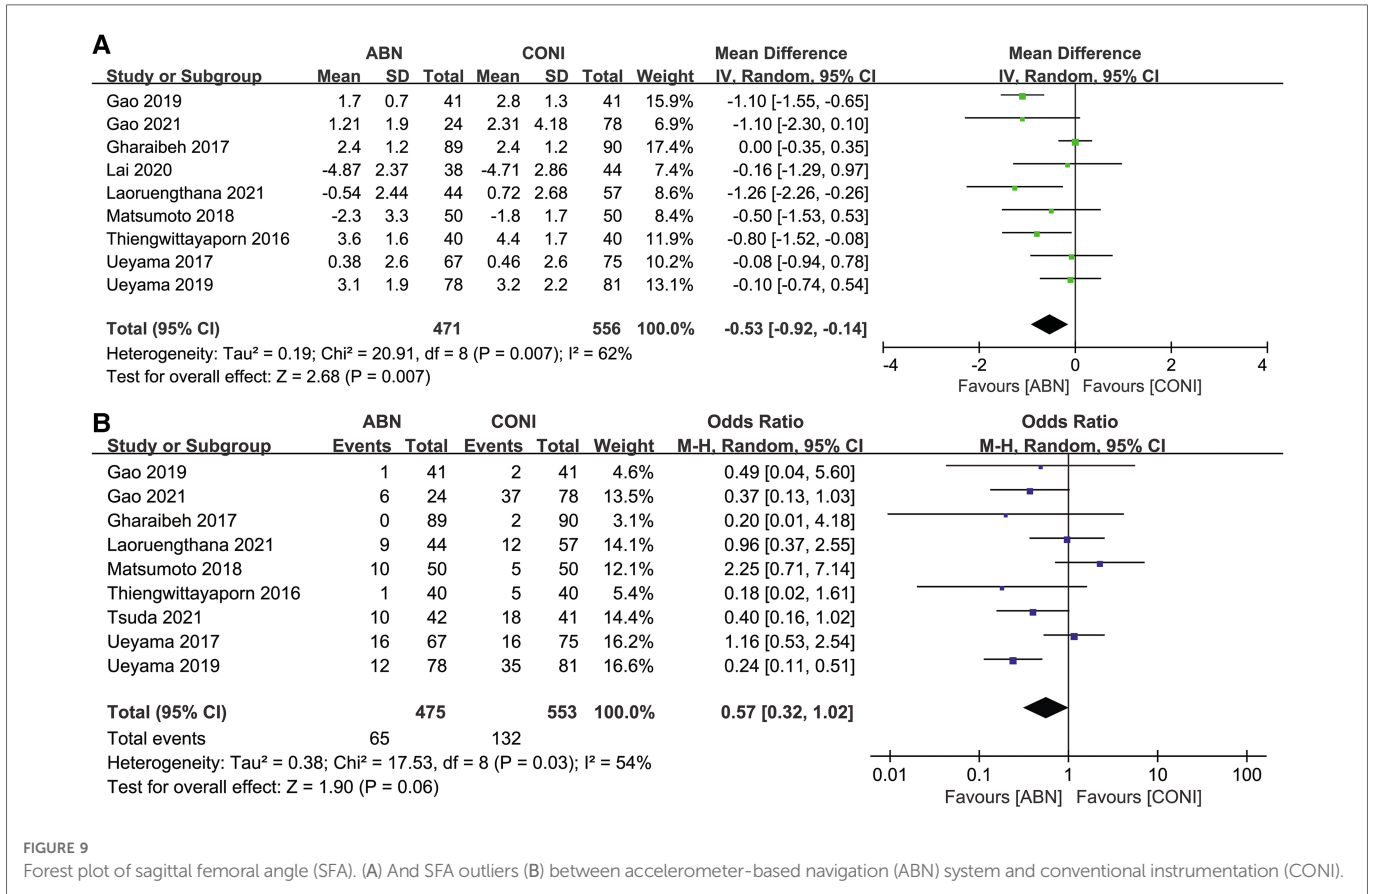 A
ABN CONI Mean Difference Mean Difference
Study or Subgroup Mean SD Total Mean SD Total Weight IV, Random, 95% CI IV, Random, 95% CI
Gao 2019 1.7 0.7 41 2.8 1.3 41 15.9% -1.10 [-1.55, -0.65]
Gao 2021 1.21 1.9 24 2.31 4.18 78 6.9% -1.10 [-2.30, 0.10]
Gharaibeh 2017 2.4 1.2 89 2.4 1.2 90 17.4% 0.00 [-0.35, 0.35]
Lai 2020 -4.87 2.37 38 -4.71 2.86 44 7.4% -0.16 [-1.29, 0.97]
Laoruengthana 2021 -0.54 2.44 44 0.72 2.68 57 8.6% -1.26 [-2.26, -0.26]
Matsumoto 2018 -2.3 3.3 50 -1.8 1.7 50 8.4% -0.50 [-1.53, 0.53]
Thiengwittayaporn 2016 3.6 1.6 40 4.4 1.7 40 11.9% -0.80 [-1.52, -0.08]
Ueyama 2017 0.38 2.6 67 0.46 2.6 75 10.2% -0.08 [-0.94, 0.78]
Ueyama 2019 3.1 1.9 78 3.2 2.2 81 13.1% -0.10 [-0.74, 0.54]
Total (95% CI) 471 556 100.0% -0.53 [-0.92, -0.14]
Heterogeneity: Tau² = 0.19; Chi² = 20.91, df = 8 (P = 0.007); I² = 62%
Test for overall effect: Z = 2.68 (P = 0.007)
-4 -2 0 2 4
Favours [ABN] Favours [CONI]
B
ABN CONI Odds Ratio Odds Ratio
Study or Subgroup Events Total Events Total Weight M-H, Random, 95% CI M-H, Random, 95% CI
Gao 2019 1 41 2 41 4.6% 0.49 [0.04, 5.60]
Gao 2021 6 24 37 78 13.5% 0.37 [0.13, 1.03]
Gharaibeh 2017 0 89 2 90 3.1% 0.20 [0.01, 4.18]
Laoruengthana 2021 9 44 12 57 14.1% 0.96 [0.37, 2.55]
Matsumoto 2018 10 50 5 50 12.1% 2.25 [0.71, 7.14]
Thiengwittayaporn 2016 1 40 5 40 5.4% 0.18 [0.02, 1.61]
Tsuda 2021 10 42 18 41 14.4% 0.40 [0.16, 1.02]
Ueyama 2017 16 67 16 75 16.2% 1.16 [0.53, 2.54]
Ueyama 2019 12 78 35 81 16.6% 0.24 [0.11, 0.51]
Total (95% CI) 475 553 100.0% 0.57 [0.32, 1.02]
Total events 65 132
Heterogeneity: Tau² = 0.38; Chi² = 17.53, df = 8 (P = 0.03); I² = 54%
Test for overall effect: Z = 1.90 (P = 0.06)
0.01 0.1 1 10 100
Favours [ABN] Favours [CONI]
FIGURE 9
Forest plot of sagittal femoral angle (SFA). (A) And SFA outliers (B) between accelerometer-based navigation (ABN) system and conventional instrumentation (CONI).